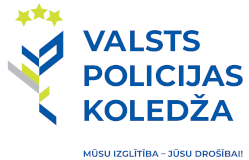 VALSTS
POLICIJAS
KOLEDŽA
MŪSU IZGLĪTĪBA – JŪSU DROŠĪBAI!